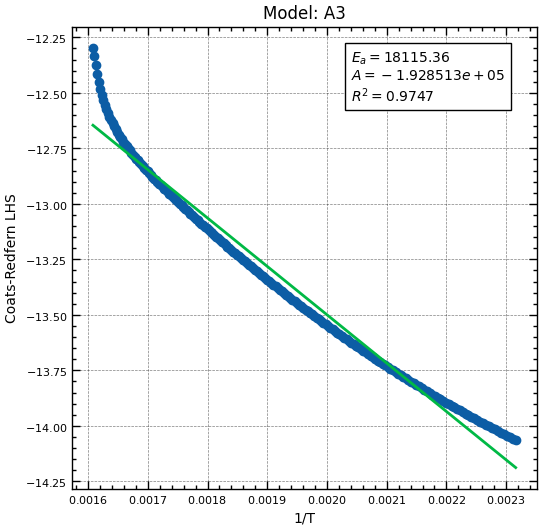 Model: A3
−12.25
−12.50
−12.75
−13.00
−13.25
−13.50
−13.75
−14.00
−14.25
Coats-Redfern LHS
E_a = 18115.36
A = −1.928513e + 05
R² = 0.9747
0.0016 0.0017 0.0018 0.0019 0.0020 0.0021 0.0022 0.0023
1/T